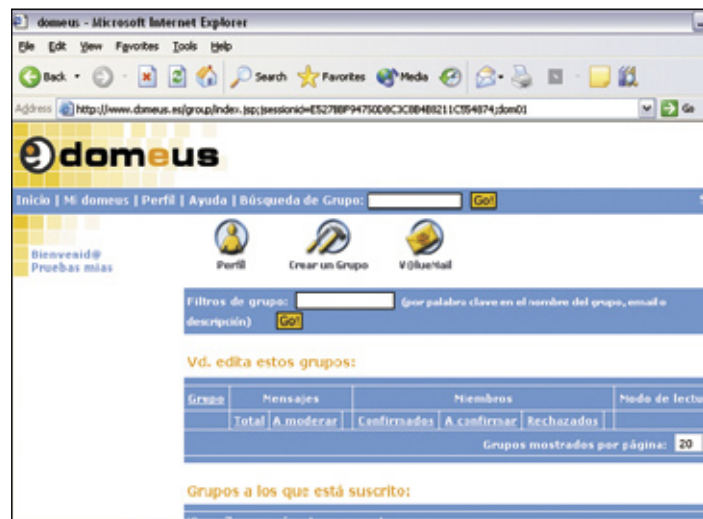 domeus - Microsoft Internet Explorer
File Edit View Favorites Tools Help
Back Search Favorites Media
Address http://www.domeus.es/group/index.jsp;jsessionid= Go
domeus
Inicio | Mi domeus | Perfil | Ayuda | Búsqueda de Grupo: Go!
Bienvenid@
Pruebas mias
Perfil Crear un Grupo V@lueMail
Filtros de grupo: (por palabra clave en el nombre del grupo, email o
descripción) Go!
Vd. edita estos grupos:
Grupo Mensajes Miembros Modo de lectu
Total A moderar Confirmados A confirmar Rechazados
Grupos mostrados por página: 20
Grupos a los que está suscrito: